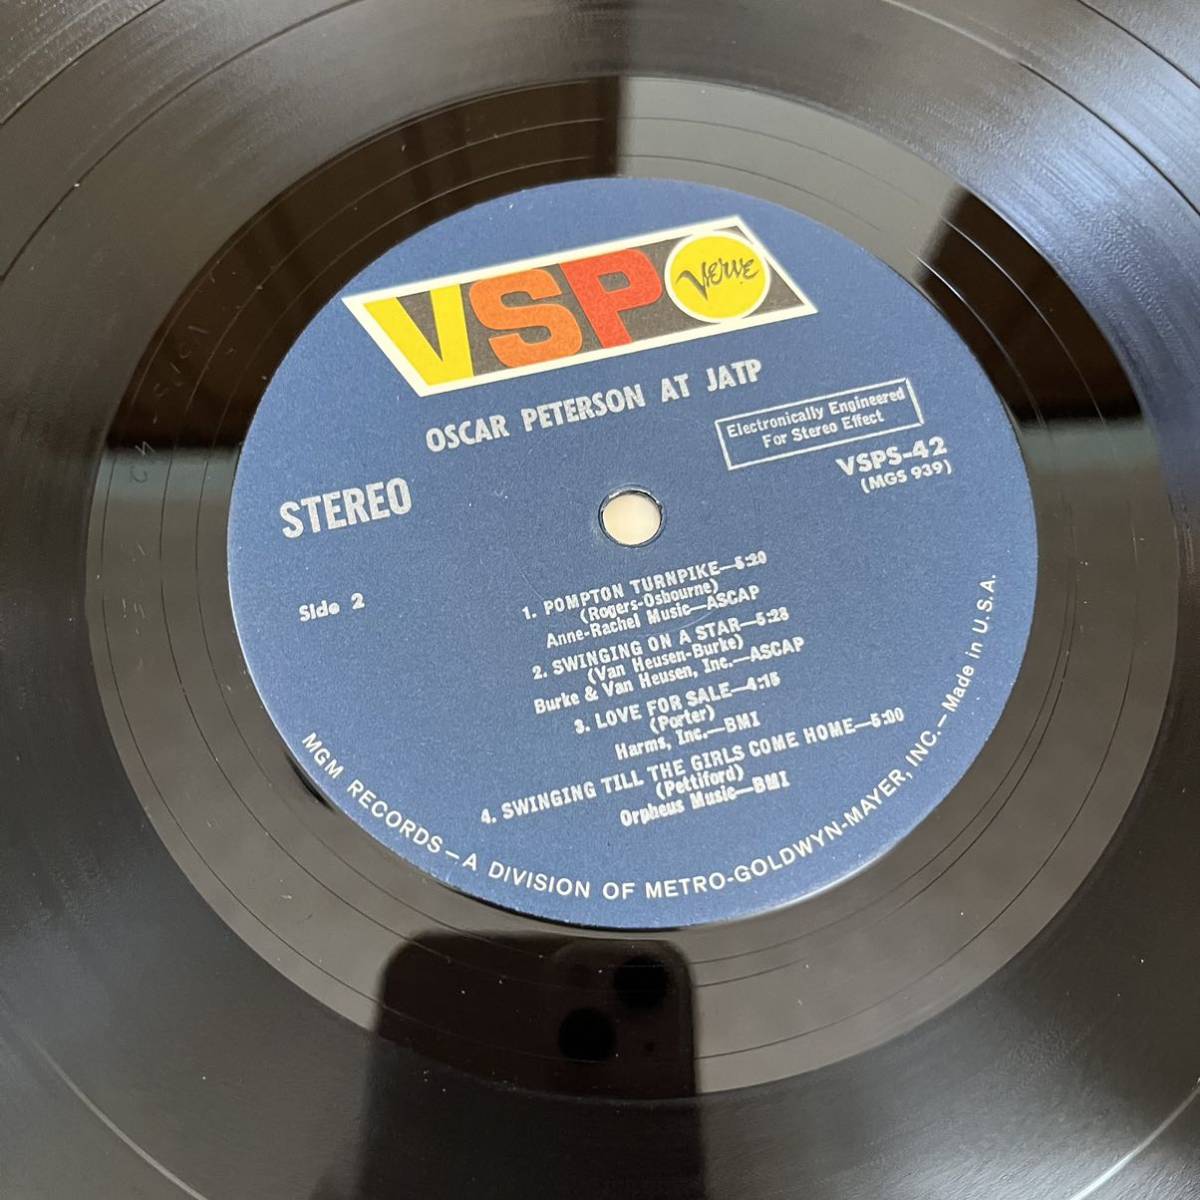 VSP Verve
OSCAR PETERSON AT JATP
Electronically Engineered
For Stereo Effect
VSPS-42
(MGS 939)
STEREO
Side 2
1. POMPTON TURNPIKE—5:20
(Rogers-Osbourne)
Anne-Rachel Music—ASCAP
2. SWINGING ON A STAR—5:28
(Van Heusen-Burke)
Burke & Van Heusen, Inc.—ASCAP
3. LOVE FOR SALE—4:15
(Porter)
Harms, Inc.—BMI
4. SWINGING TILL THE GIRLS COME HOME—5:00
(Pettiford)
Orpheus Music—BMI
MGM RECORDS—A DIVISION OF METRO-GOLDWYN-MAYER, INC.—Made in U.S.A.